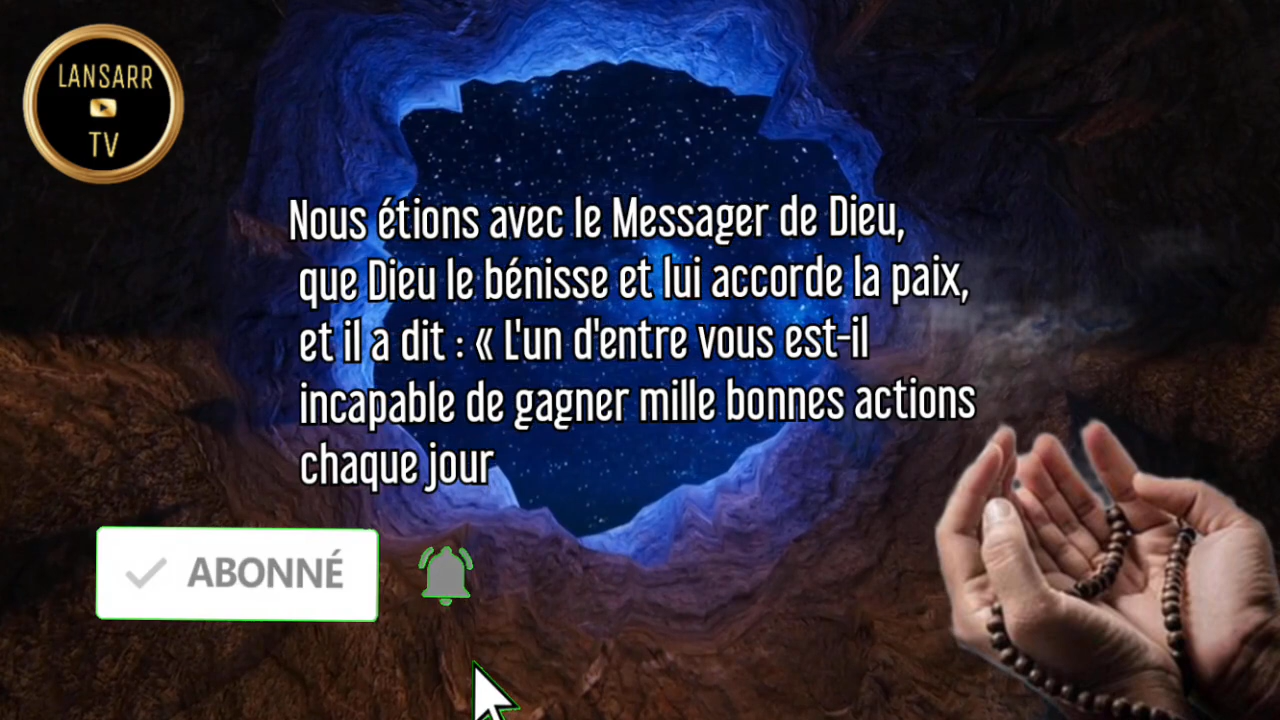 LANSARR
TV
Nous étions avec le Messager de Dieu,
que Dieu le bénisse et lui accorde la paix,
et il a dit : « L'un d'entre vous est-il
incapable de gagner mille bonnes actions
chaque jour
ABONNÉ